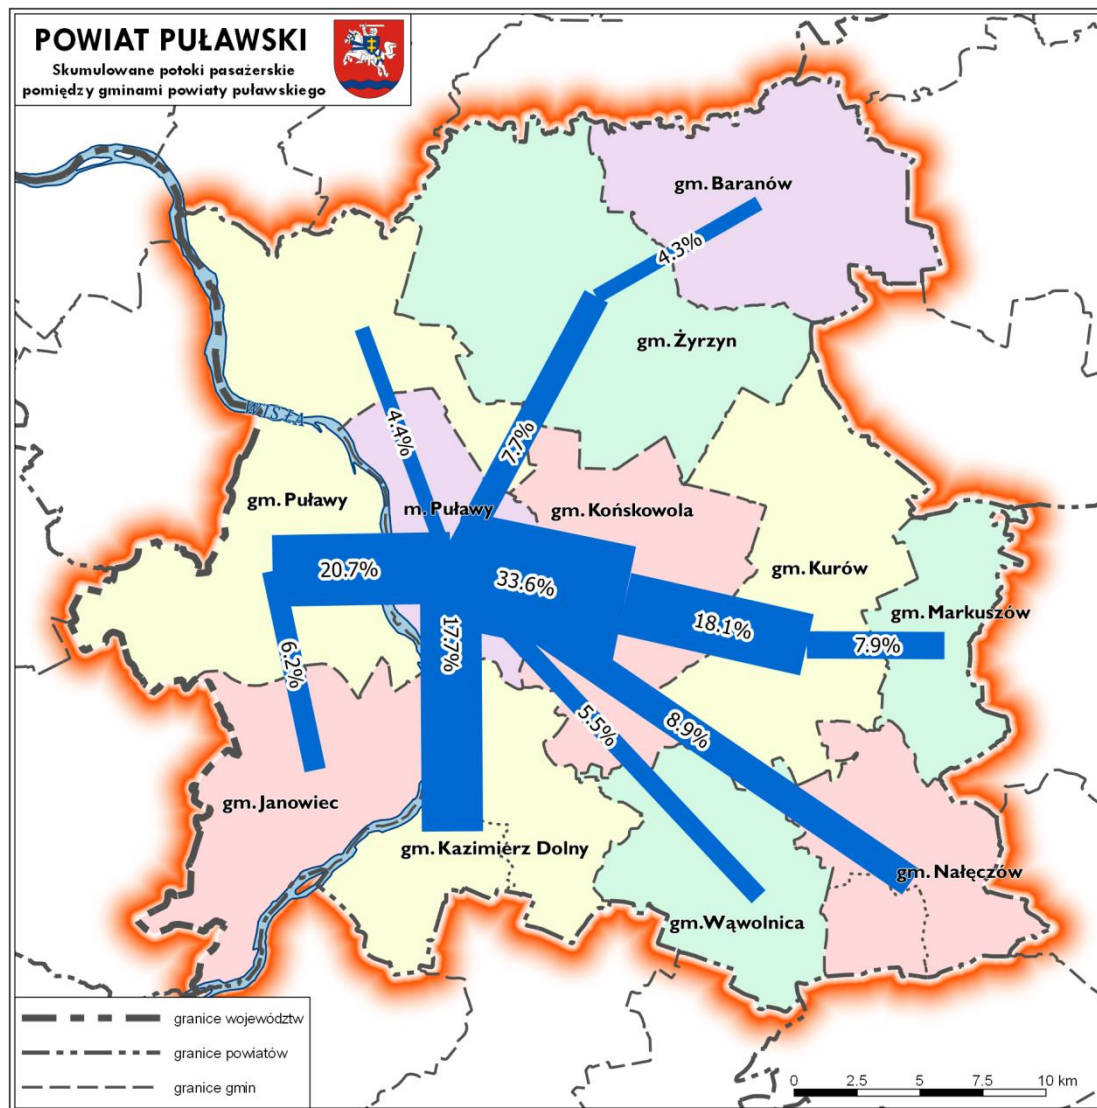 POWIAT PUŁAWSKI
Skumulowane potoki pasażerskie
pomiędzy gminami powiaty puławskiego
gm. Baranów
4.3%
gm. Żyrzyn
WISŁA
4.4%
7.7%
gm. Puławy
m. Puławy
gm. Końskowola
20.7%
33.6%
gm. Kurów
gm. Markuszów
17.7%
18.1%
7.9%
6.2%
5.5%
8.9%
gm. Janowiec
gm. Kazimierz Dolny
gm. Nałęczów
gm. Wąwolnica
granice województw
granice powiatów
granice gmin
0 2.5 5 7.5 10 km